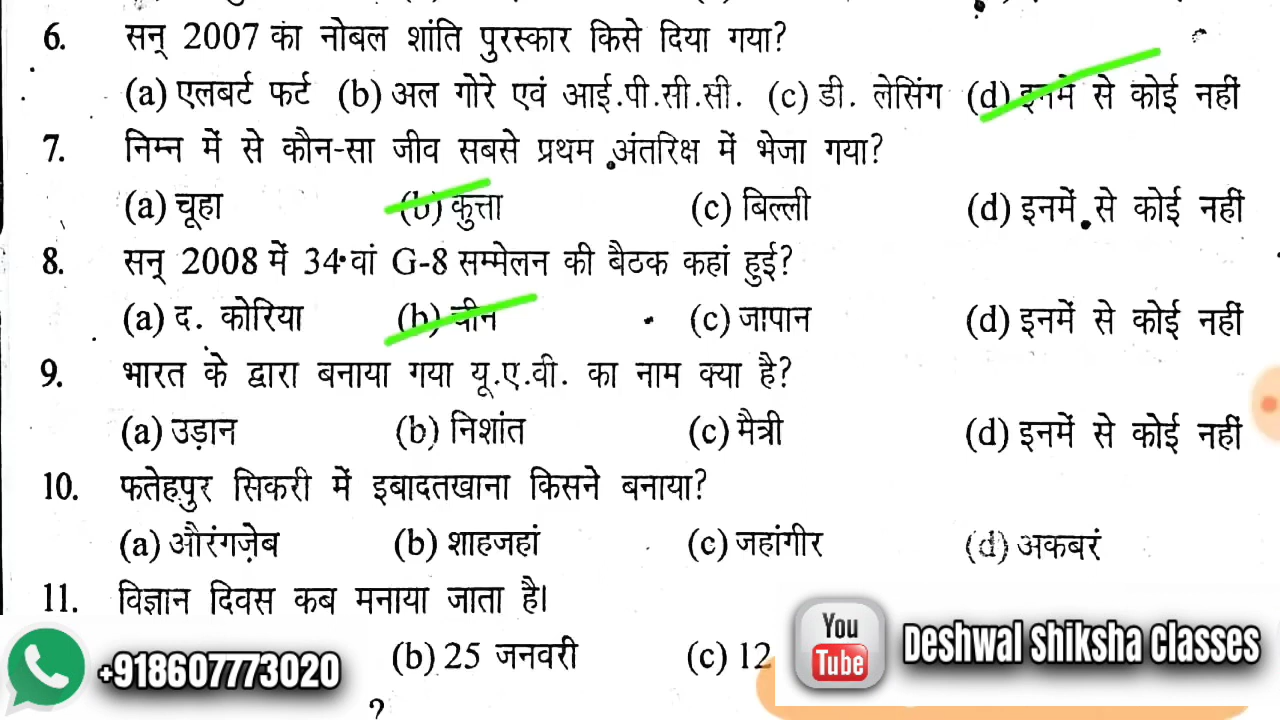 6. सन् 2007 का नोबल शांति पुरस्कार किसे दिया गया?
(a) एलबर्ट फर्ट (b) अल गोरे एवं आई.पी.सी.सी. (c) डी. लेसिंग (d) इनमें से कोई नहीं
7. निम्न में से कौन-सा जीव सबसे प्रथम अंतरिक्ष में भेजा गया?
(a) चूहा (b) कुत्ता (c) बिल्ली (d) इनमें से कोई नहीं
8. सन् 2008 में 34 वां G-8 सम्मेलन की बैठक कहां हुई?
(a) द. कोरिया (b) चीन (c) जापान (d) इनमें से कोई नहीं
9. भारत के द्वारा बनाया गया यू.ए.वी. का नाम क्या है?
(a) उड़ान (b) निशांत (c) मैत्री (d) इनमें से कोई नहीं
10. फतेहपुर सिकरी में इबादतखाना किसने बनाया?
(a) औरंगज़ेब (b) शाहजहां (c) जहांगीर (d) अकबर
11. विज्ञान दिवस कब मनाया जाता है।
(b) 25 जनवरी (c) 12
+918607773020
You Tube Deshwal Shiksha Classes
?